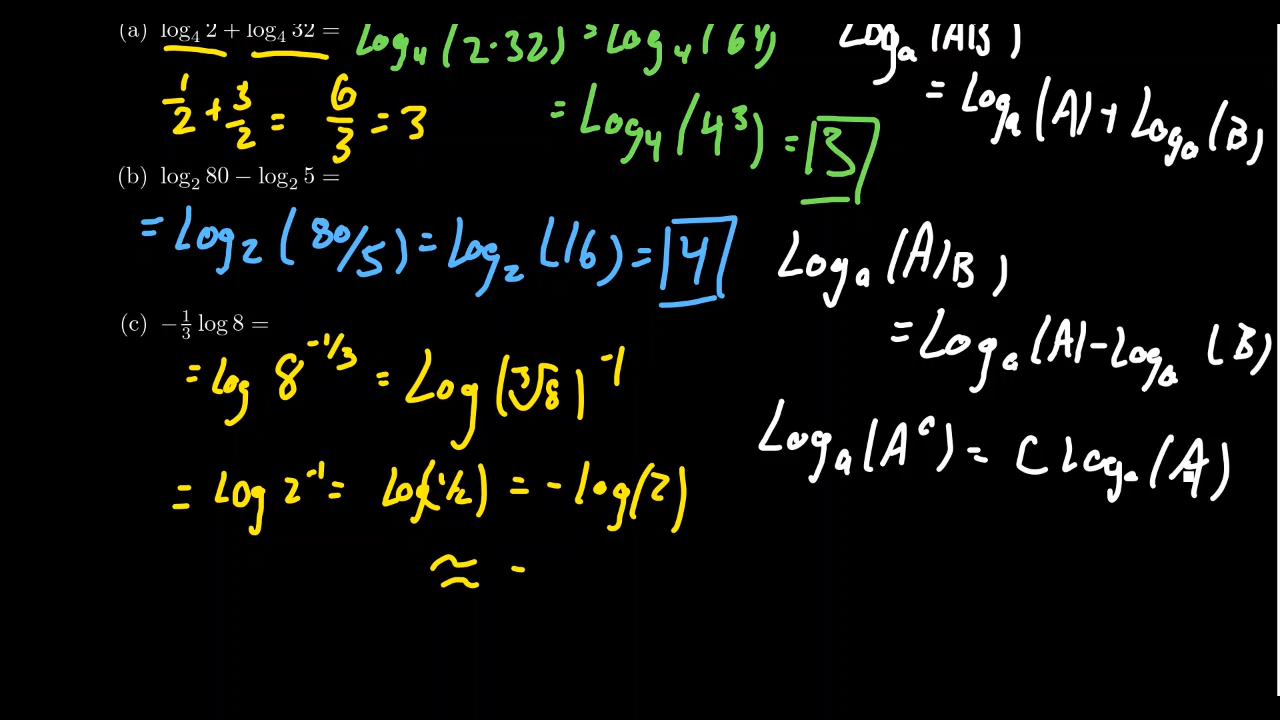 (a) log₄ 2 + log₄ 32 = Log₄(2·32) = Log₄(64)
1/2 + 3/2 = 6/3 = 3
= Log₄(4³) = 3
Logₐ(AB)
= Logₐ(A) + Logₐ(B)
(b) log₂ 80 − log₂ 5 =
= Log₂(80/5) = Log₂(16) = 4
Logₐ(A/B)
= Logₐ(A) - Logₐ(B)
(c) −1/3 log 8 =
= Log 8^(-1/3) = Log(∛8)^-1
Logₐ(A^C) = C Logₐ(A)
= Log 2^-1 = Log(1/2) = -log(2)
≈ -